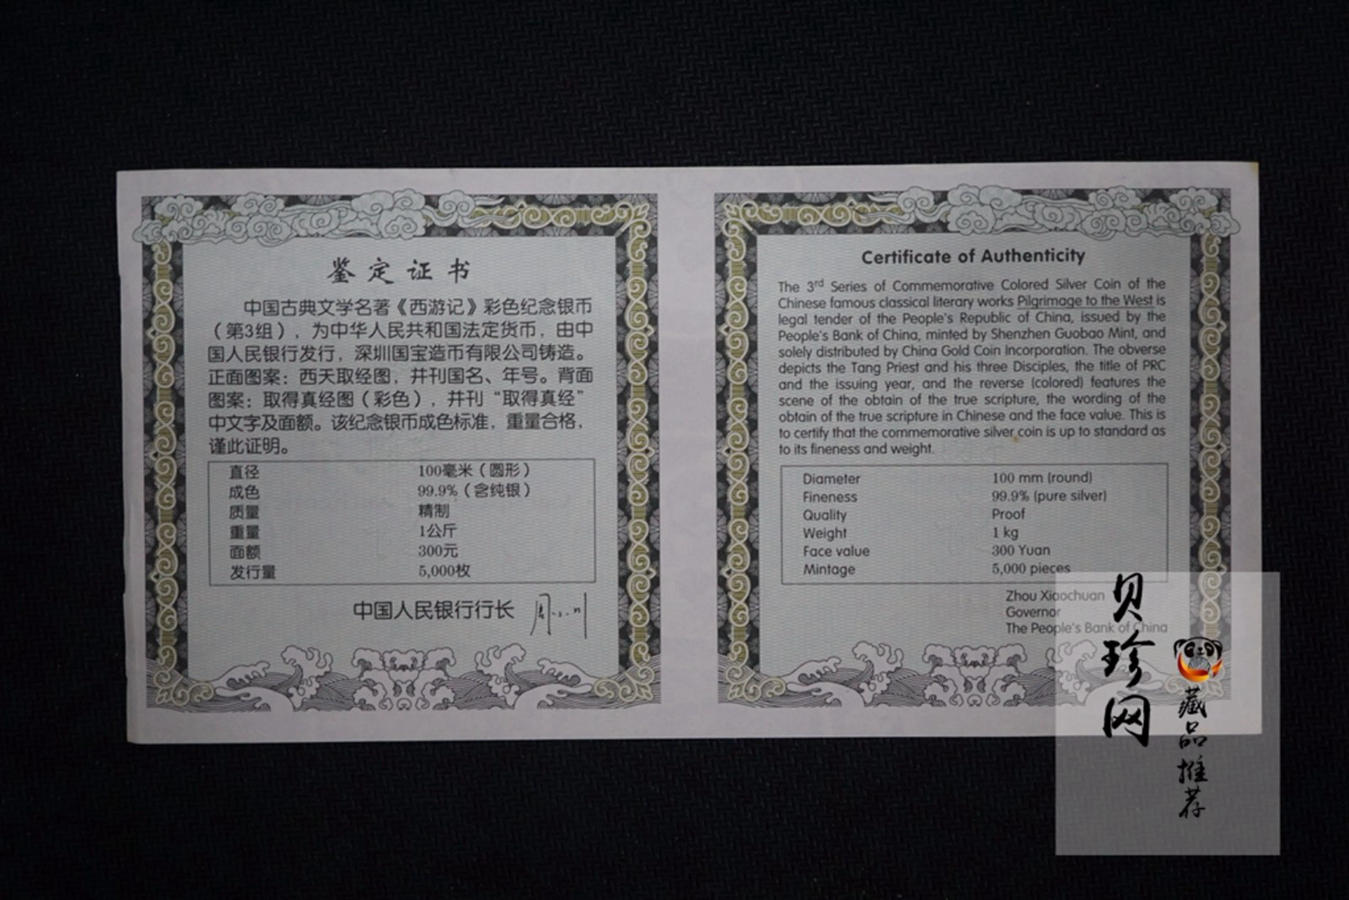 鉴定证书
中国古典文学名著《西游记》彩色纪念银币
（第3组），为中华人民共和国法定货币，由中
国人民银行发行，深圳国宝造币有限公司铸造。
正面图案：西天取经图，并刊国名、年号。背面
图案：取得真经图（彩色），并刊“取得真经”
中文字及面额。该纪念银币成色标准，重量合格，
谨此证明。
直径 100毫米（圆形）
成色 99.9%（含纯银）
质量 精制
重量 1公斤
面额 300元
发行量 5,000枚
中国人民银行行长
Certificate of Authenticity
The 3rd Series of Commemorative Colored Silver Coin of the
Chinese famous classical literary works Pilgrimage to the West is
legal tender of the People's Republic of China, issued by the
People's Bank of China, minted by Shenzhen Guobao Mint, and
solely distributed by China Gold Coin Incorporation. The obverse
depicts the Tang Priest and his three Disciples, the title of PRC
and the issuing year, and the reverse (colored) features the
scene of the obtain of the true scripture, the wording of the
obtain of the true scripture in Chinese and the face value. This is
to certify that the commemorative silver coin is up to standard as
to its fineness and weight.
Diameter 100 mm (round)
Fineness 99.9% (pure silver)
Quality Proof
Weight 1 kg
Face value 300 Yuan
Mintage 5,000 pieces
Zhou Xiaochuan
Governor
The People's Bank of China
贝珍网
藏品推荐